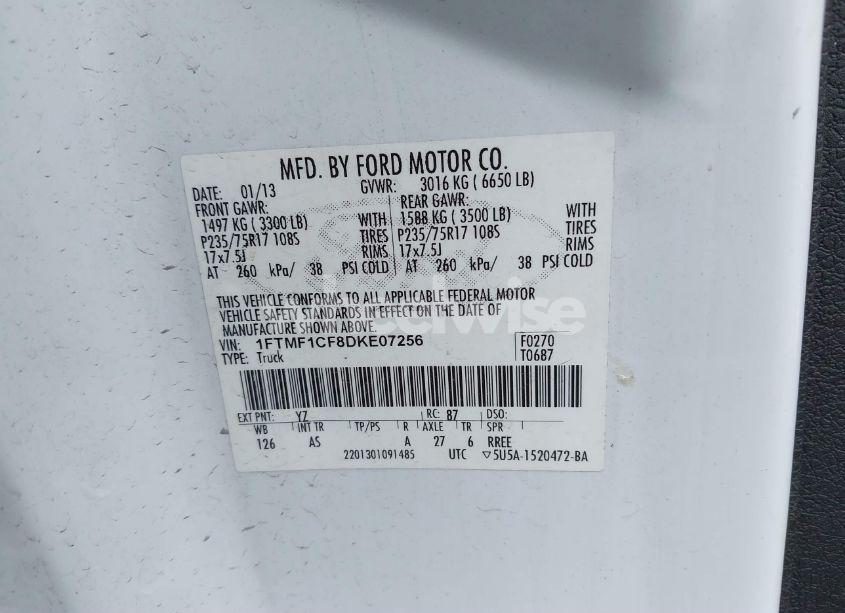 MFD. BY FORD MOTOR CO.
DATE: 01/13 GVWR: 3016 KG ( 6650 LB)
FRONT GAWR: REAR GAWR:
1497 KG ( 3300 LB) WITH 1588 KG ( 3500 LB) WITH
P235/75R17 108S TIRES P235/75R17 108S TIRES
17x7.5J RIMS 17x7.5J RIMS
AT 260 kPa/ 38 PSI COLD AT 260 kPa/ 38 PSI COLD
THIS VEHICLE CONFORMS TO ALL APPLICABLE FEDERAL MOTOR
VEHICLE SAFETY STANDARDS IN EFFECT ON THE DATE OF
MANUFACTURE SHOWN ABOVE.
VIN: 1FTMF1CF8DKE07256 F0270
TYPE: Truck T0687
EXT PNT: YZ RC: 87 DSO:
WB INT TR TP/PS R AXLE TR SPR
126 AS A 27 6 RREE
2201301091485 UTC ▽5U5A-1520472-BA